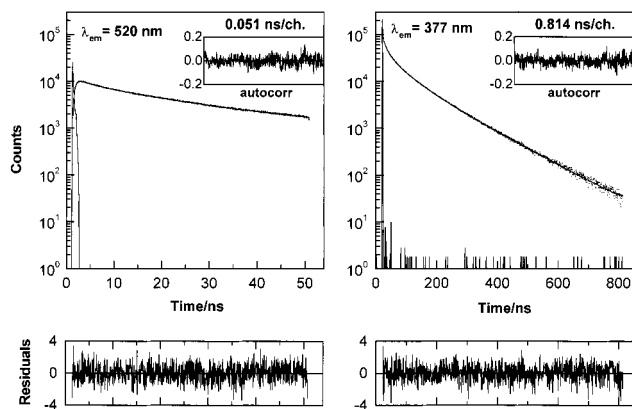 λem= 520 nm
0.051 ns/ch.
0.2
0.0
-0.2
autocorr
10^5
10^4
10^3
10^2
10^1
10^0
Counts
0 10 20 30 40 50
Time/ns
λem= 377 nm
0.814 ns/ch.
0.2
0.0
-0.2
autocorr
10^5
10^4
10^3
10^2
10^1
10^0
0 200 400 600 800
Time/ns
Residuals
4
0
-4
4
0
-4